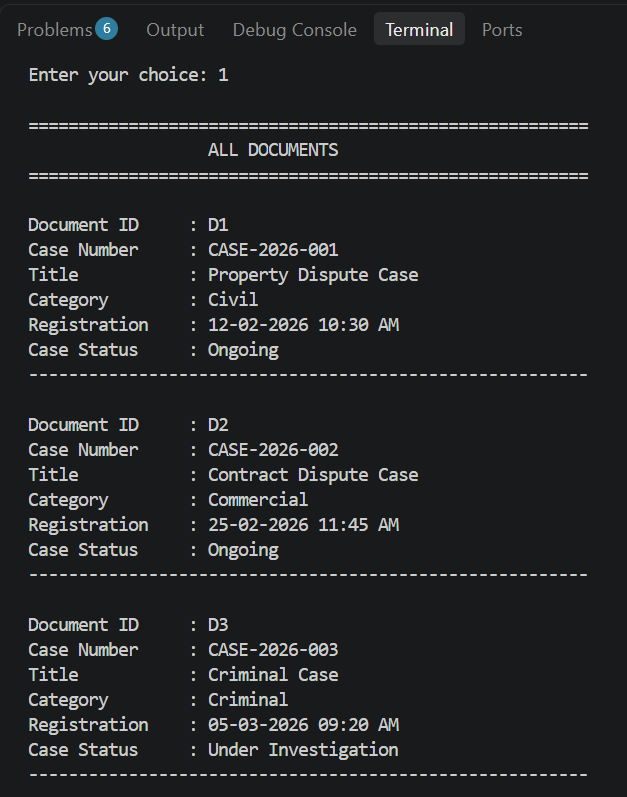 Problems 6 Output Debug Console Terminal Ports
Enter your choice: 1
========================================================
ALL DOCUMENTS
========================================================
Document ID     : D1
Case Number     : CASE-2026-001
Title           : Property Dispute Case
Category        : Civil
Registration    : 12-02-2026 10:30 AM
Case Status     : Ongoing
--------------------------------------------------------
Document ID     : D2
Case Number     : CASE-2026-002
Title           : Contract Dispute Case
Category        : Commercial
Registration    : 25-02-2026 11:45 AM
Case Status     : Ongoing
--------------------------------------------------------
Document ID     : D3
Case Number     : CASE-2026-003
Title           : Criminal Case
Category        : Criminal
Registration    : 05-03-2026 09:20 AM
Case Status     : Under Investigation
--------------------------------------------------------